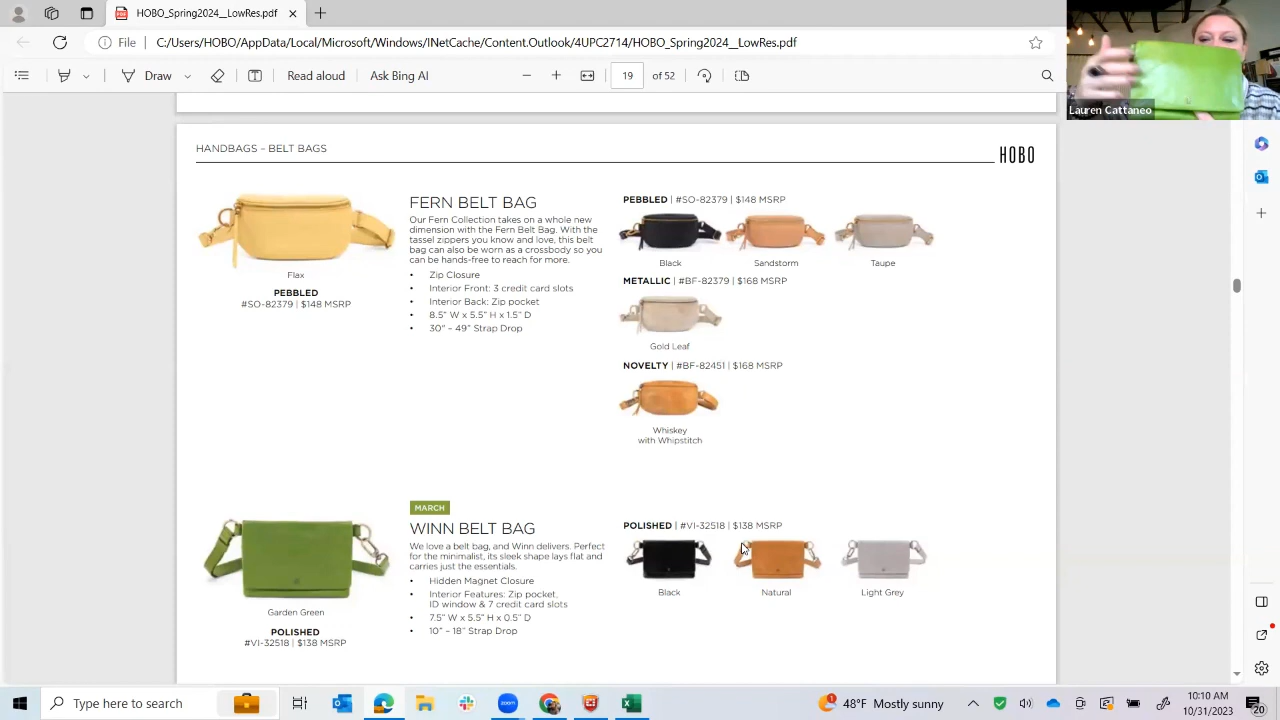 HOBO_Spring2024__LowRes.pdf
File
C:/Users/HOBO/AppData/Local/Microsoft/Windows/INetCache/Content.Outlook/4UPC2714/HOBO_Spring2024__LowRes.pdf
Draw
Read aloud
Ask Bing AI
19 of 52
Lauren Cattaneo
HANDBAGS – BELT BAGS
HOBO
Flax
PEBBLED
#SO-82379 | $148 MSRP
FERN BELT BAG
Our Fern Collection takes on a whole new
dimension with the Fern Belt Bag. With the
tassel zippers you know and love, this belt
bag can also be worn as a crossbody so you
can be hands-free to reach for more.
• Zip Closure
• Interior Front: 3 credit card slots
• Interior Back: Zip pocket
• 8.5" W x 5.5" H x 1.5" D
• 30" – 49" Strap Drop
PEBBLED | #SO-82379 | $148 MSRP
Black Sandstorm Taupe
METALLIC | #BF-82379 | $168 MSRP
Gold Leaf
NOVELTY | #BF-82451 | $168 MSRP
Whiskey
with Whipstitch
Garden Green
POLISHED
#VI-32518 | $138 MSRP
MARCH
WINN BELT BAG
We love a belt bag, and Winn delivers. Perfect
for the minimalist, its sleek shape lays flat and
carries just the essentials.
• Hidden Magnet Closure
• Interior Features: Zip pocket,
ID window & 7 credit card slots
• 7.5" W x 5.5" H x 0.5" D
• 10" – 18" Strap Drop
POLISHED | #VI-32518 | $138 MSRP
Black Natural Light Grey
Type here to search
zoom
1
48°F Mostly sunny
10:10 AM
10/31/2023
20